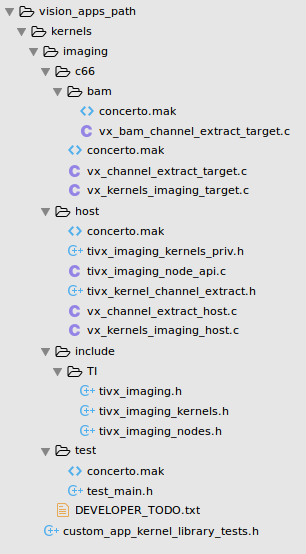 vision_apps_path
kernels
imaging
c66
bam
concerto.mak
vx_bam_channel_extract_target.c
concerto.mak
vx_channel_extract_target.c
vx_kernels_imaging_target.c
host
concerto.mak
tivx_imaging_kernels_priv.h
tivx_imaging_node_api.c
tivx_kernel_channel_extract.h
vx_channel_extract_host.c
vx_kernels_imaging_host.c
include
TI
tivx_imaging.h
tivx_imaging_kernels.h
tivx_imaging_nodes.h
test
concerto.mak
test_main.h
DEVELOPER_TODO.txt
custom_app_kernel_library_tests.h